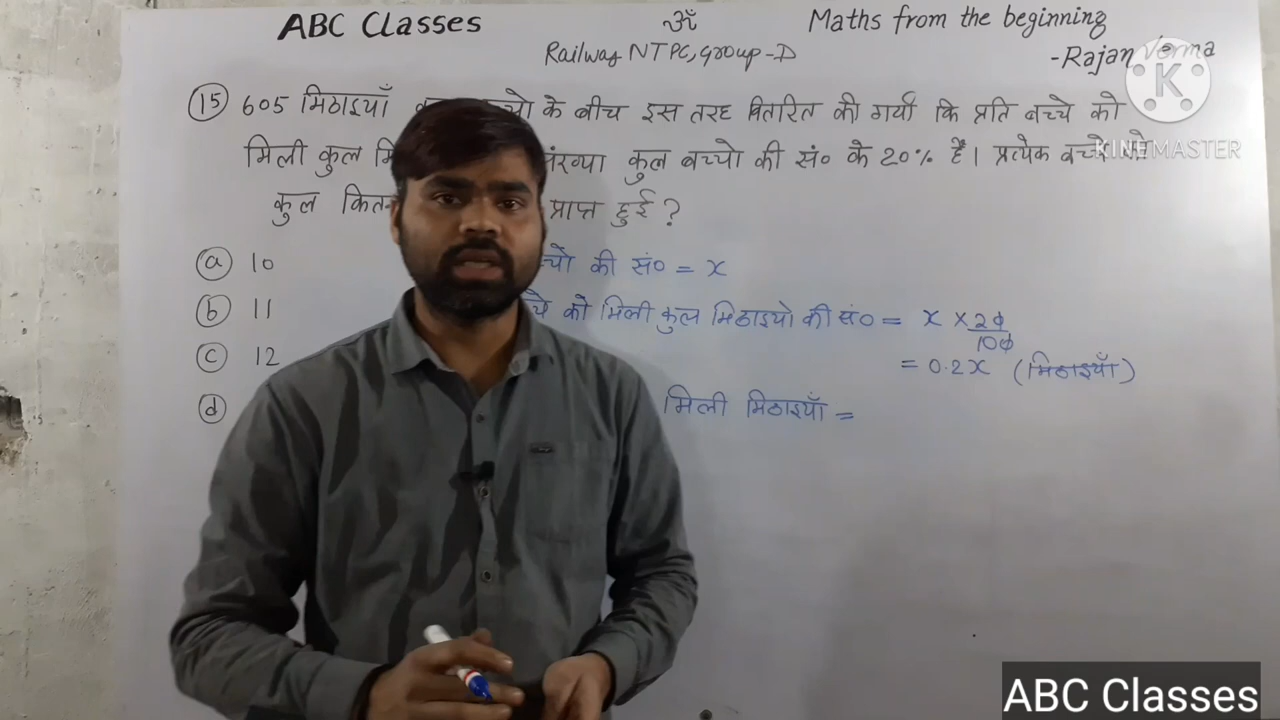 ABC Classes
ॐ
Maths from the beginning
Railway NTPC, Group-D
-Rajan Verma
K
KINEMASTER
(15) 605 मिठाइयाँ के बीच इस तरह वितरित की गयी कि प्रति बच्चे को
मिली कुल संख्या कुल बच्चो की सं० के 20% है। प्रत्येक बच्चे को
कुल प्राप्त हुई ?
(a) 10 की सं० = x
(b) 11 को मिली कुल मिठाइयो की सं० = x × 20/100
(c) 12 = 0.2x (मिठाइयाँ)
(d) मिली मिठाइयाँ =
ABC Classes